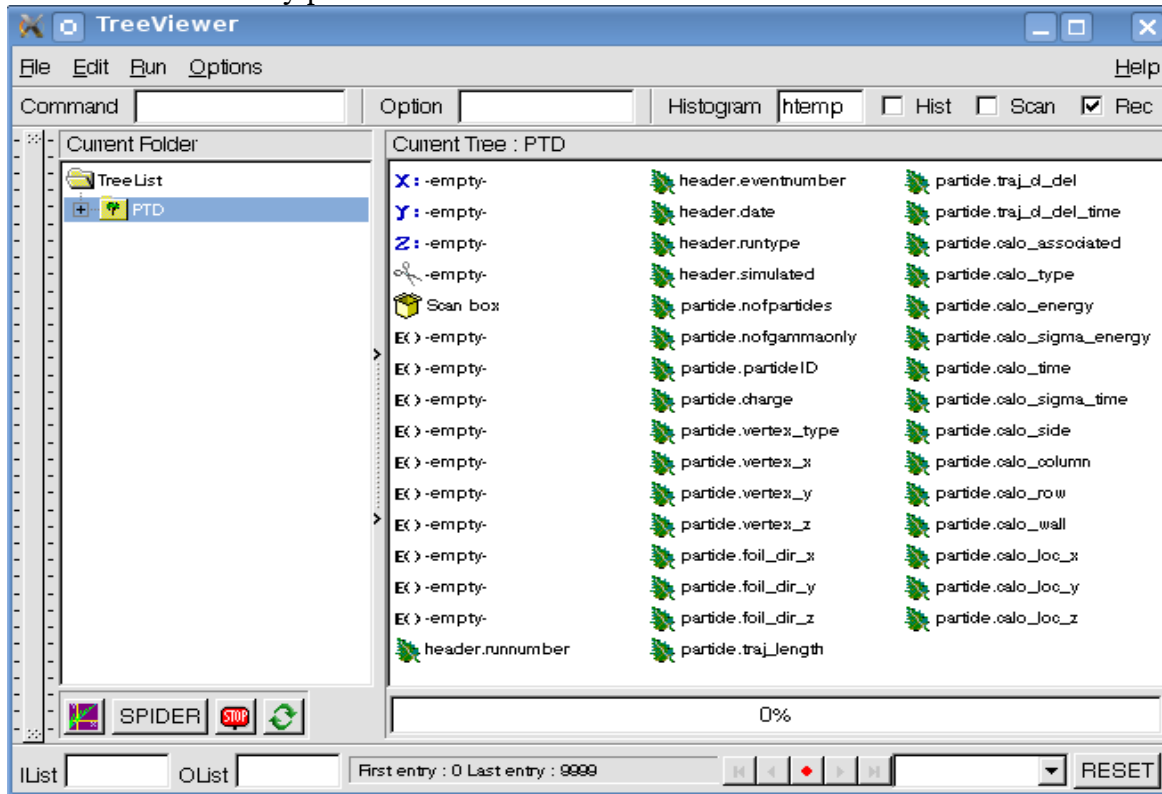 TreeViewer
File Edit Run Options Help
Command Option Histogram htemp Hist Scan Rec
Current Folder
TreeList
PTD
Current Tree : PTD
X: -empty- header.eventnumber particle.traj_d_del
Y: -empty- header.date particle.traj_d_del_time
Z: -empty- header.runtype particle.calo_associated
-empty- header.simulated particle.calo_type
Scan box particle.nofparticles particle.calo_energy
E() -empty- particle.nofgammaonly particle.calo_sigma_energy
E() -empty- particle.particleID particle.calo_time
E() -empty- particle.charge particle.calo_sigma_time
E() -empty- particle.vertex_type particle.calo_side
E() -empty- particle.vertex_x particle.calo_column
E() -empty- particle.vertex_y particle.calo_row
E() -empty- particle.vertex_z particle.calo_wall
E() -empty- particle.foil_dir_x particle.calo_loc_x
E() -empty- particle.foil_dir_y particle.calo_loc_y
E() -empty- particle.foil_dir_z particle.calo_loc_z
header.runnumber particle.traj_length
SPIDER STOP 0%
IList OList First entry : 0 Last entry : 9999 RESET